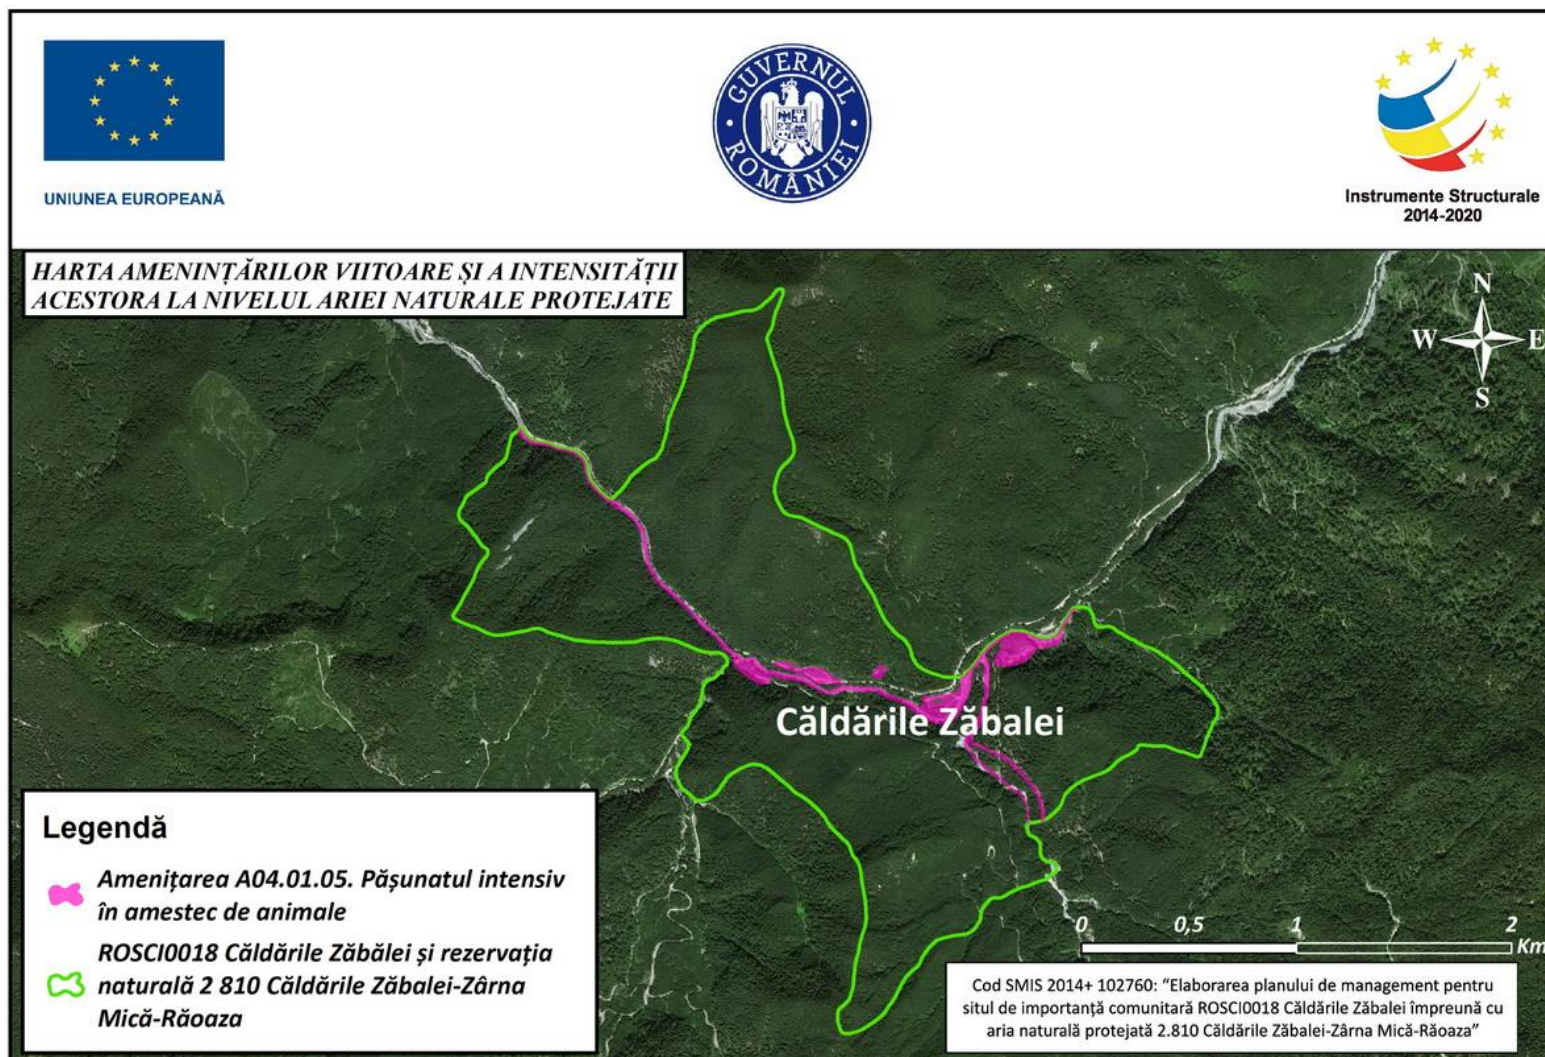 UNIUNEA EUROPEANĂ
GUVERNUL
ROMÂNIEI
Instrumente Structurale
2014-2020
HARTA AMENINȚĂRILOR VIITOARE ȘI A INTENSITĂȚII
ACESTORA LA NIVELUL ARIEI NATURALE PROTEJATE
N
W
E
S
Căldările Zăbalei
Legendă
Amenițarea A04.01.05. Pășunatul intensiv
în amestec de animale
ROSCI0018 Căldările Zăbălei și rezervația
naturală 2 810 Căldările Zăbalei-Zârna
Mică-Răoaza
0 0,5 1 2
Km
Cod SMIS 2014+ 102760: “Elaborarea planului de management pentru
situl de importanță comunitară ROSCI0018 Căldările Zăbalei împreună cu
aria naturală protejată 2.810 Căldările Zăbalei-Zârna Mică-Răoaza”